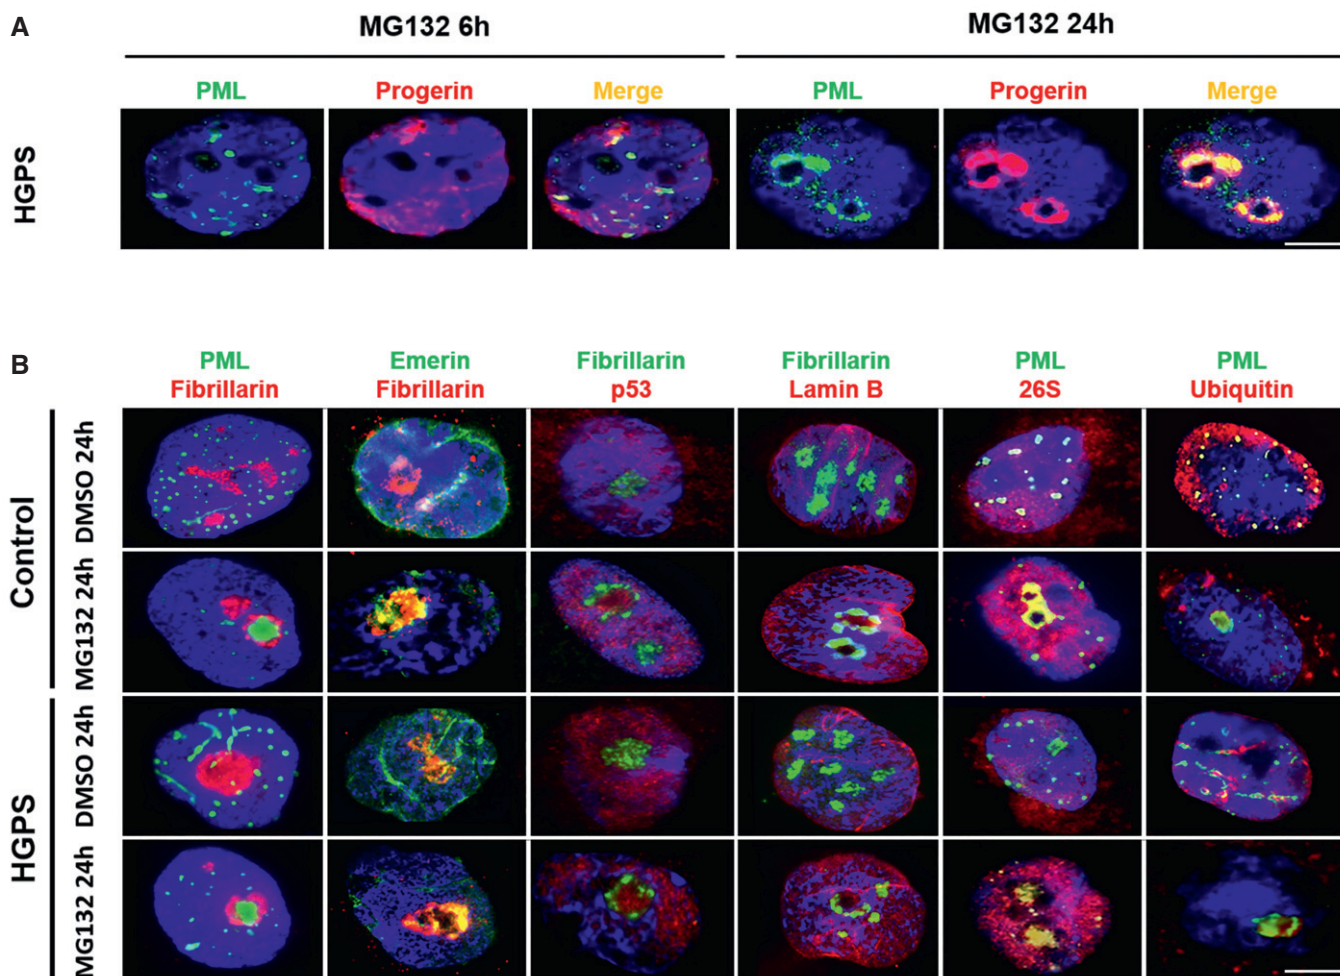 A
MG132 6h
MG132 24h
PML
Progerin
Merge
PML
Progerin
Merge
HGPS
B
PML
Fibrillarin
Emerin
Fibrillarin
Fibrillarin
p53
Fibrillarin
Lamin B
PML
26S
PML
Ubiquitin
Control
DMSO 24h
MG132 24h
HGPS
DMSO 24h
MG132 24h